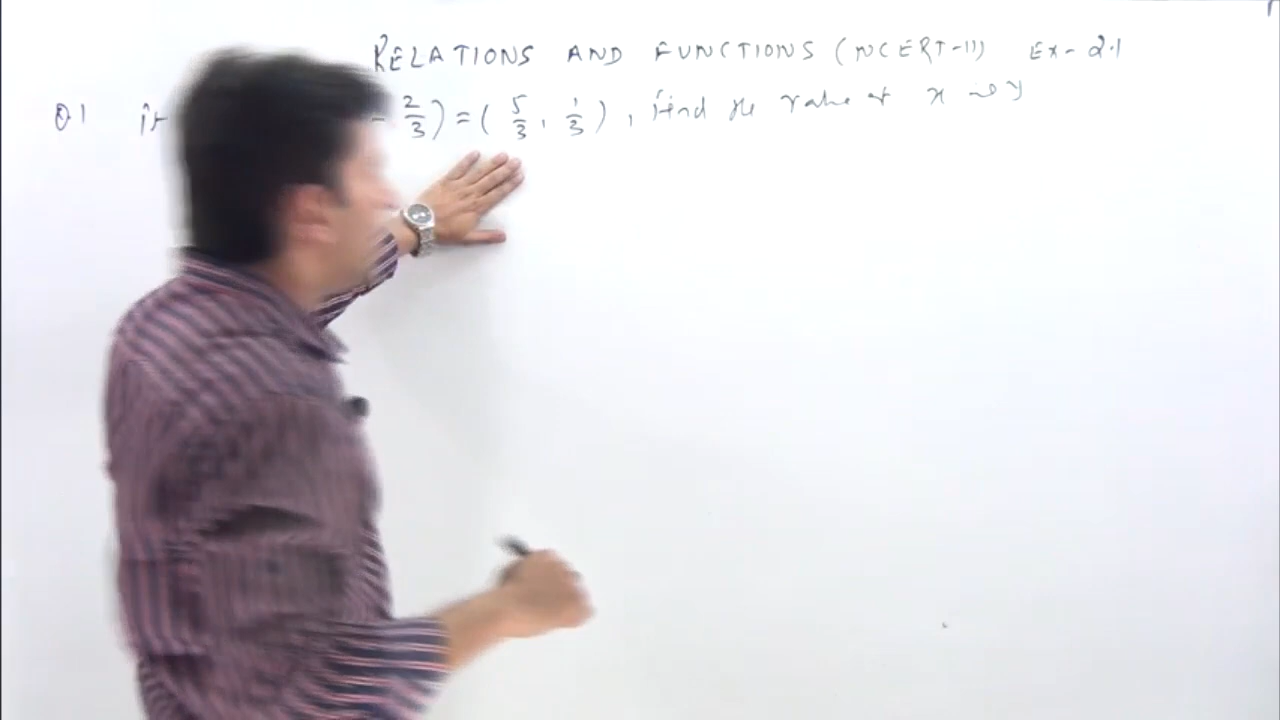 RELATIONS AND FUNCTIONS (NCERT-11) Ex-2.1
Q1 if - 2/3) = ( 5/3, 1/3 ), find the value of x and y